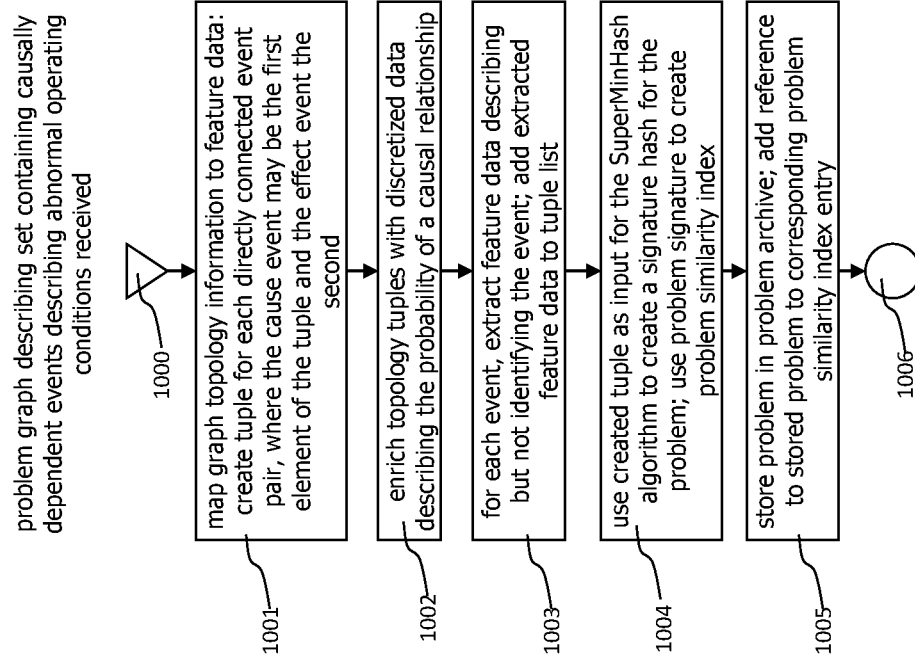 problem graph describing set containing causally
dependent events describing abnormal operating
conditions received
1000
map graph topology information to feature data:
create tuple for each directly connected event
pair, where the cause event may be the first
element of the tuple and the effect event the
second
1001
enrich topology tuples with discretized data
describing the probability of a causal relationship
1002
for each event, extract feature data describing
but not identifying the event; add extracted
feature data to tuple list
1003
use created tuple as input for the SuperMinHash
algorithm to create a signature hash for the
problem; use problem signature to create
problem similarity index
1004
store problem in problem archive; add reference
to stored problem to corresponding problem
similarity index entry
1005
1006